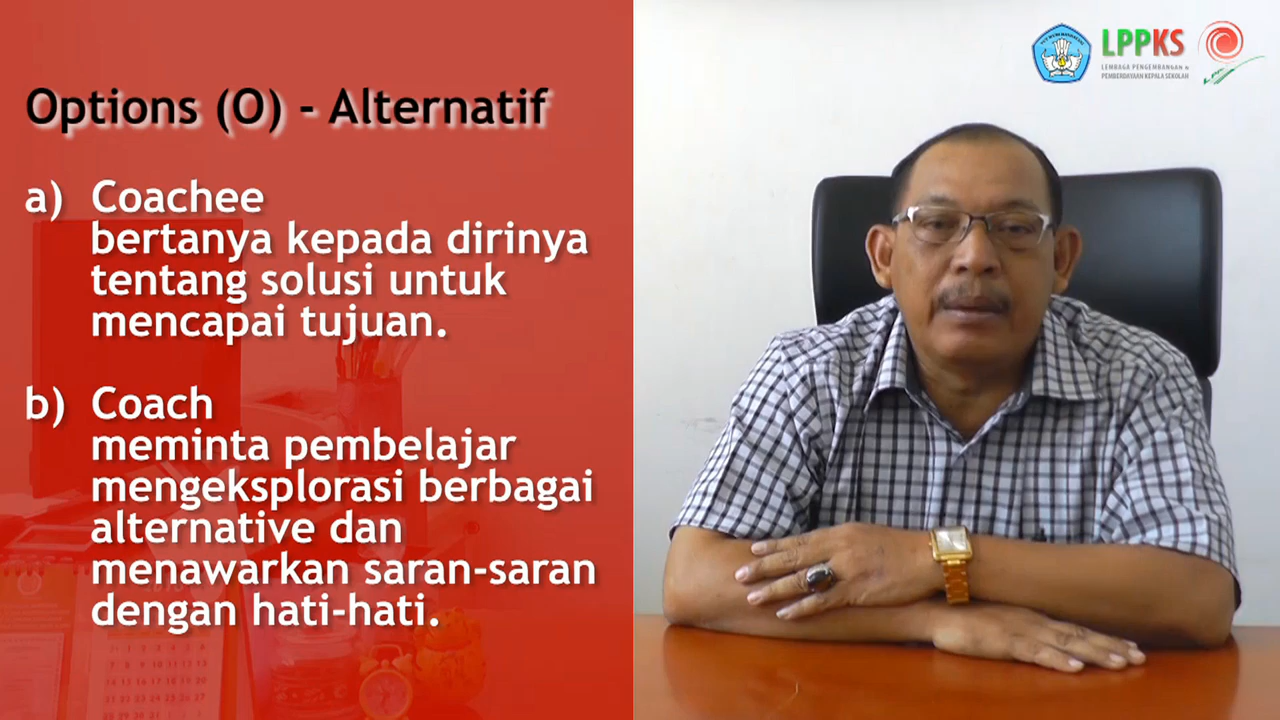 Options (O) - Alternatif
a) Coachee
bertanya kepada dirinya
tentang solusi untuk
mencapai tujuan.
b) Coach
meminta pembelajar
mengeksplorasi berbagai
alternative dan
menawarkan saran-saran
dengan hati-hati.
LPPKS
LEMBAGA PENGEMBANGAN &
PEMBERDAYAAN KEPALA SEKOLAH